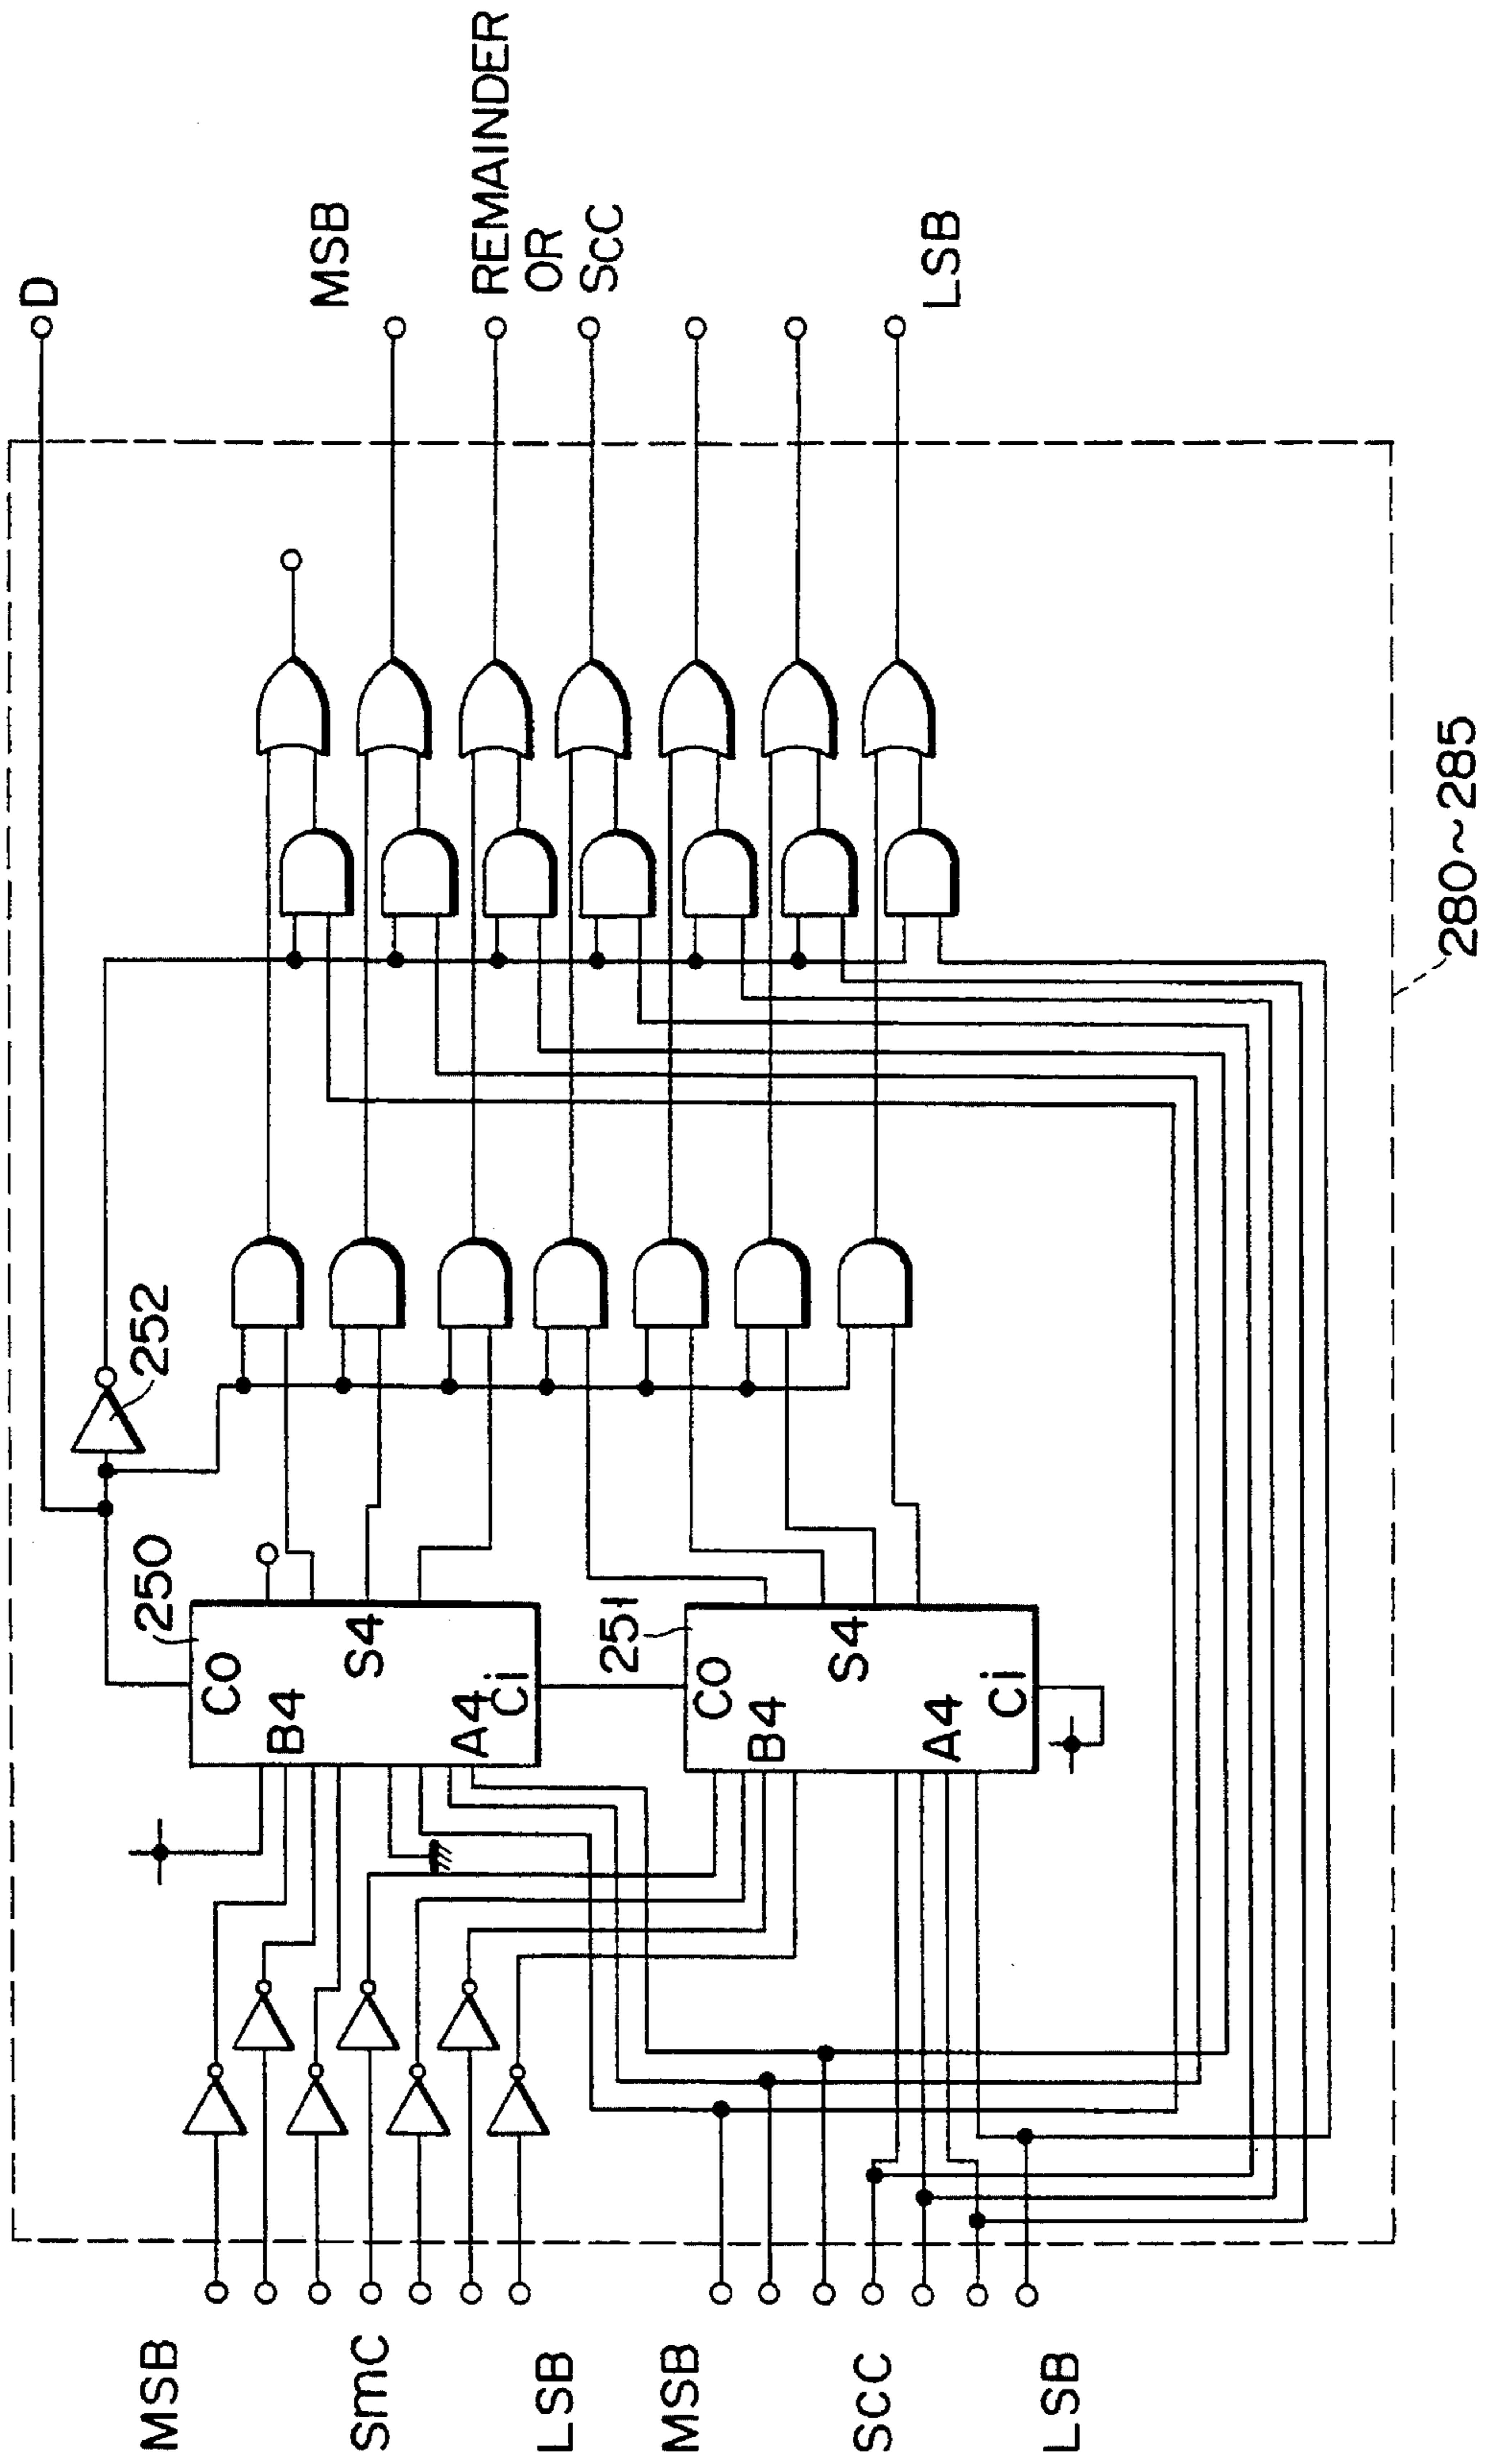 D
MSB
REMAINDER
OR
SCC
LSB
252
250
CO
B4
S4
A4
Ci
251
CO
B4
S4
A4
Ci
MSB
SmC
LSB
MSB
SCC
LSB
280~285